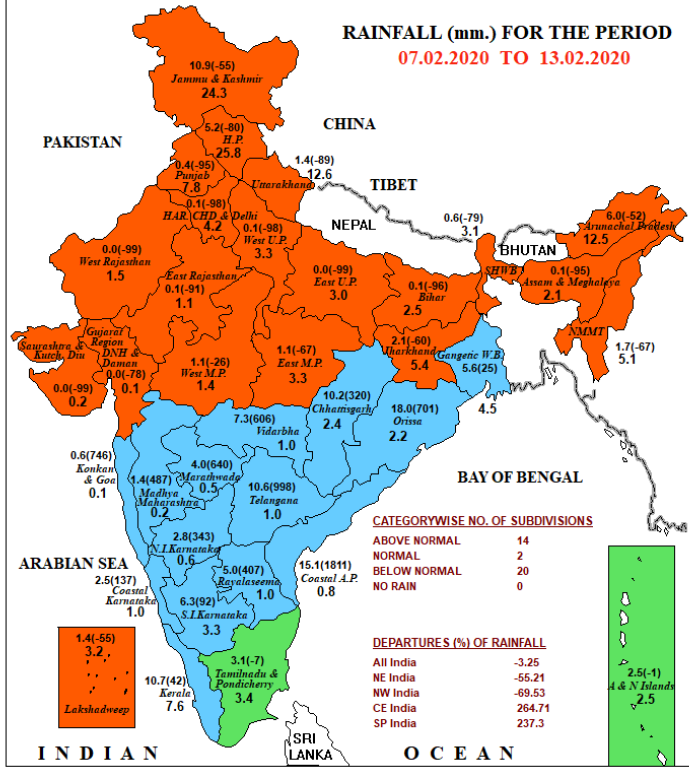 RAINFALL (mm.) FOR THE PERIOD
07.02.2020 TO 13.02.2020
10.9(-55)
Jammu & Kashmir
24.3
CHINA
PAKISTAN
5.2(-80)
H.P.
25.8
0.4(-95)
Punjab
7.8
1.4(-89)
12.6
Uttarakhand
TIBET
NEPAL
0.1(-98)
HAR. CHD & Delhi
4.2
0.1(-98)
West U.P.
3.3
0.6(-79)
3.1
BHUTAN
6.0(-52)
Arunachal Pradesh
12.5
0.0(-99)
West Rajasthan
1.5
East Rajasthan
0.1(-91)
1.1
0.0(-99)
East U.P.
3.0
0.1(-96)
Bihar
2.5
SHWB
0.1(-95)
Assam & Meghalaya
2.1
NMMT
1.7(-67)
5.1
Saurashtra &
Kutch, Diu
0.0(-99)
0.2
Gujarat
Region
DNH &
Daman
0.0(-78)
0.1
1.1(-26)
West M.P.
1.4
1.1(-67)
East M.P.
3.3
2.1(-60)
Jharkhand
5.4
Gangetic W.B.
5.6(25)
4.5
10.2(320)
Chhattisgarh
2.4
18.0(701)
Orissa
2.2
7.3(606)
Vidarbha
1.0
0.6(746)
Konkan
& Goa
0.1
1.4(487)
Madhya
Maharashtra
0.2
4.0(640)
Marathwada
0.5
10.6(998)
Telangana
1.0
BAY OF BENGAL
ARABIAN SEA
2.8(343)
N.I.Karnataka
0.6
5.0(407)
Rayalaseema
1.0
15.1(1811)
Coastal A.P.
0.8
2.5(137)
Coastal
Karnataka
1.0
6.3(92)
S.I.Karnataka
3.3
CATEGORYWISE NO. OF SUBDIVISIONS
ABOVE NORMAL 14
NORMAL 2
BELOW NORMAL 20
NO RAIN 0
DEPARTURES (%) OF RAINFALL
All India -3.25
NE India -55.21
NW India -69.53
CE India 264.71
SP India 237.3
1.4(-55)
3.2
Lakshadweep
10.7(42)
Kerala
7.6
3.1(-7)
Tamilnadu &
Pondicherry
3.4
2.5(-1)
A & N Islands
2.5
SRI
LANKA
INDIAN OCEAN